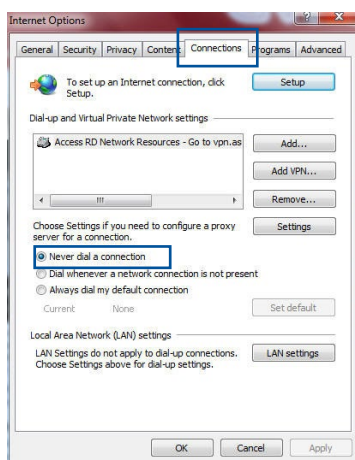 Internet Options
General Security Privacy Content Connections Programs Advanced
To set up an Internet connection, click
Setup.
Setup
Dial-up and Virtual Private Network settings
Access RD Network Resources - Go to vpn.as
Add...
Add VPN...
Remove...
Choose Settings if you need to configure a proxy
server for a connection.
Settings
Never dial a connection
Dial whenever a network connection is not present
Always dial my default connection
Current None
Set default
Local Area Network (LAN) settings
LAN Settings do not apply to dial-up connections.
Choose Settings above for dial-up settings.
LAN settings
OK Cancel Apply